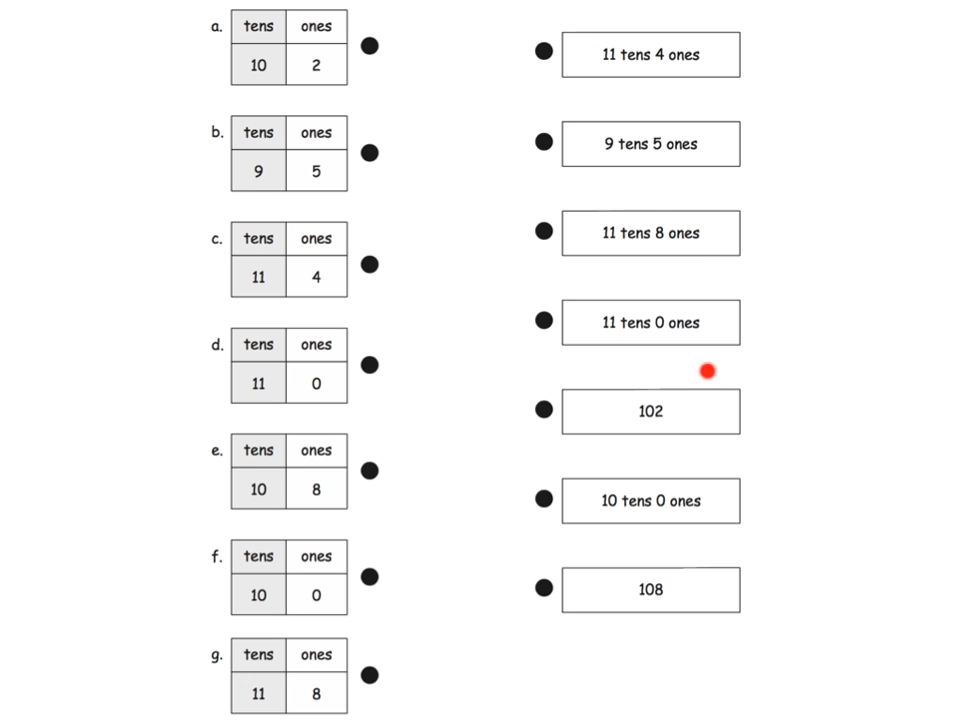 a. tens ones
10 2
b. tens ones
9 5
c. tens ones
11 4
d. tens ones
11 0
e. tens ones
10 8
f. tens ones
10 0
g. tens ones
11 8
11 tens 4 ones
9 tens 5 ones
11 tens 8 ones
11 tens 0 ones
102
10 tens 0 ones
108